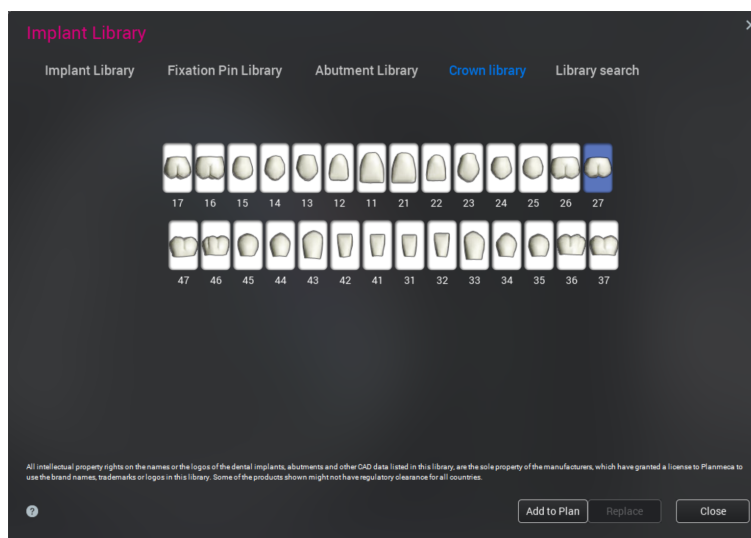 Implant Library
Implant Library Fixation Pin Library Abutment Library Crown library Library search
17 16 15 14 13 12 11 21 22 23 24 25 26 27
47 46 45 44 43 42 41 31 32 33 34 35 36 37
All intellectual property rights on the names or the logos of the dental implants, abutments and other CAD data listed in this library, are the sole property of the manufacturers, which have granted a license to Planmeca to
use the brand names, trademarks or logos in this library. Some of the products shown might not have regulatory clearance for all countries.
? Add to Plan Replace Close